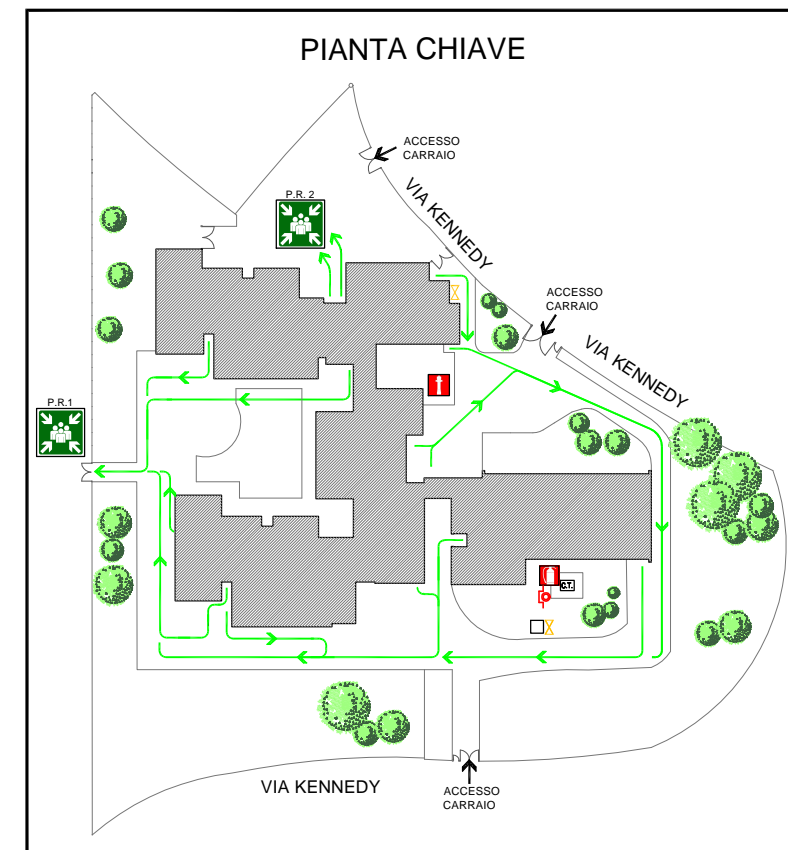 PIANTA CHIAVE
ACCESSO
CARRAIO
VIA KENNEDY
P.R. 2
ACCESSO
CARRAIO
VIA KENNEDY
P.R.1
C.T.
VIA KENNEDY
ACCESSO
CARRAIO